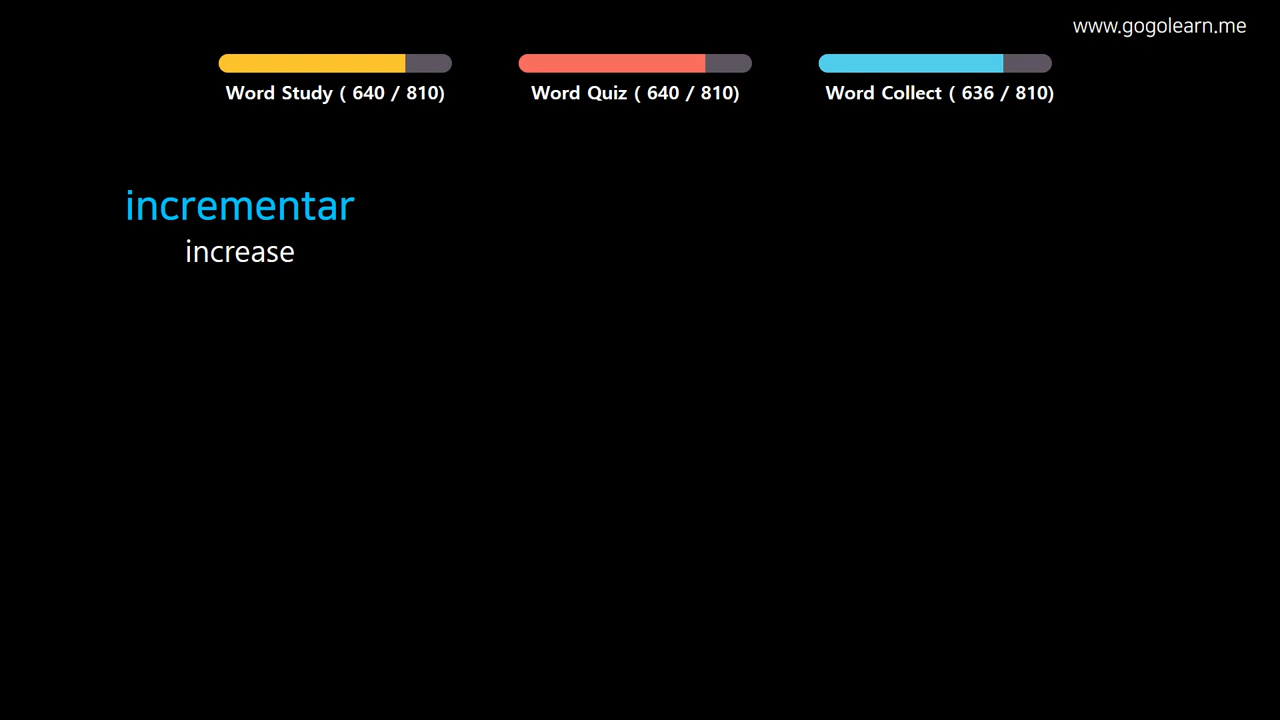 www.gogolearn.me
Word Study ( 640 / 810)
Word Quiz ( 640 / 810)
Word Collect ( 636 / 810)
incrementar
increase